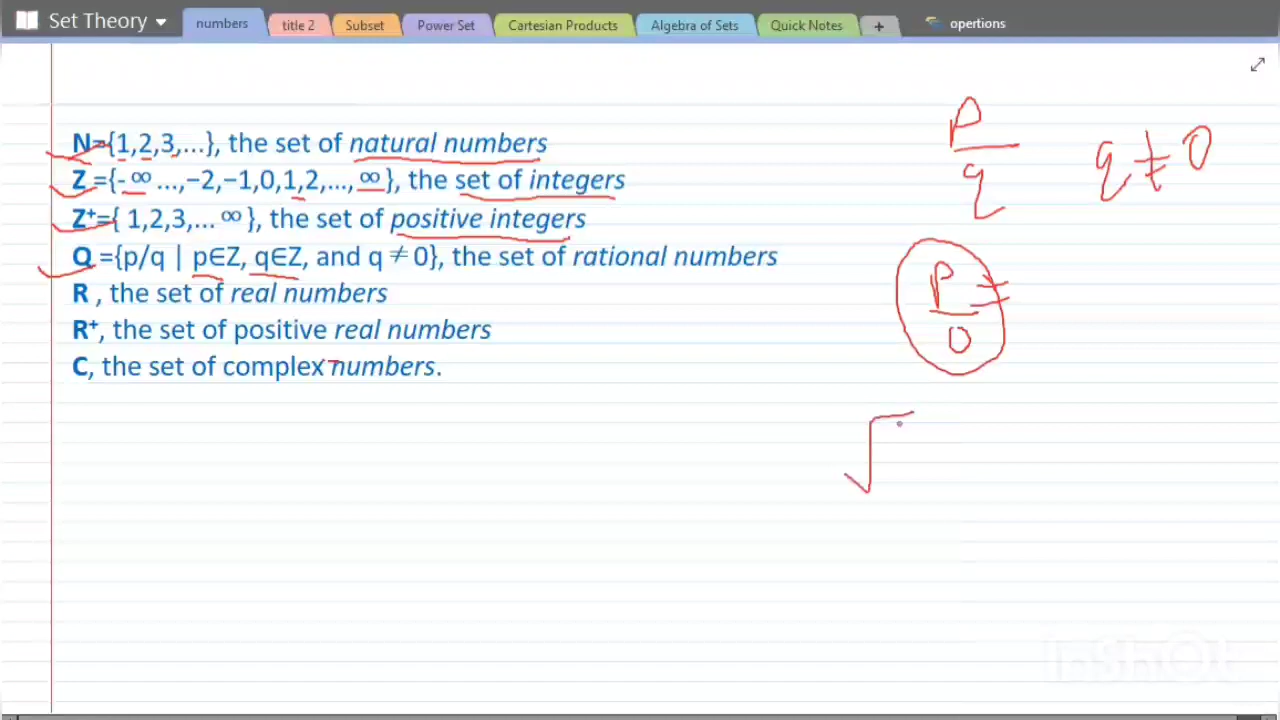 Set Theory numbers title 2 Subset Power Set Cartesian Products Algebra of Sets Quick Notes + opertions
N={1,2,3,...}, the set of natural numbers
Z ={-∞ ...,−2,−1,0,1,2,..., ∞}, the set of integers
Z⁺={ 1,2,3,... ∞ }, the set of positive integers
Q ={p/q | p∈Z, q∈Z, and q ≠ 0}, the set of rational numbers
R , the set of real numbers
R⁺, the set of positive real numbers
C, the set of complex numbers.
P
q
q ≠ 0
P
0
√
InShOt